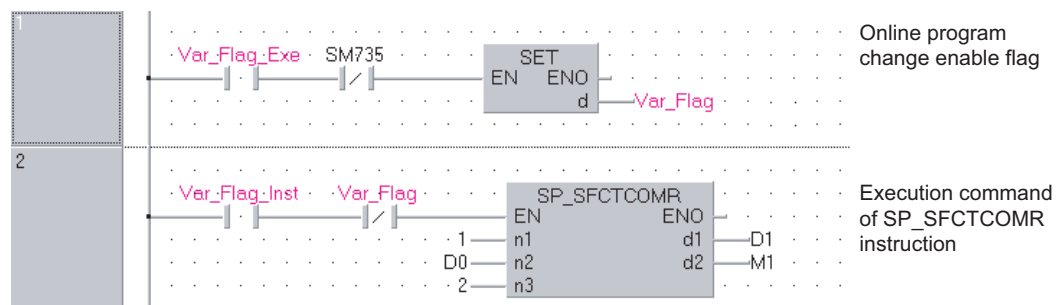 1
Var_Flag_Exe SM735
SET
EN ENO
d Var_Flag
Online program
change enable flag
2
Var_Flag_Inst Var_Flag
SP_SFCTCOMR
EN ENO
1 n1 d1 D1
D0 n2 d2 M1
2 n3
Execution command
of SP_SFCTCOMR
instruction